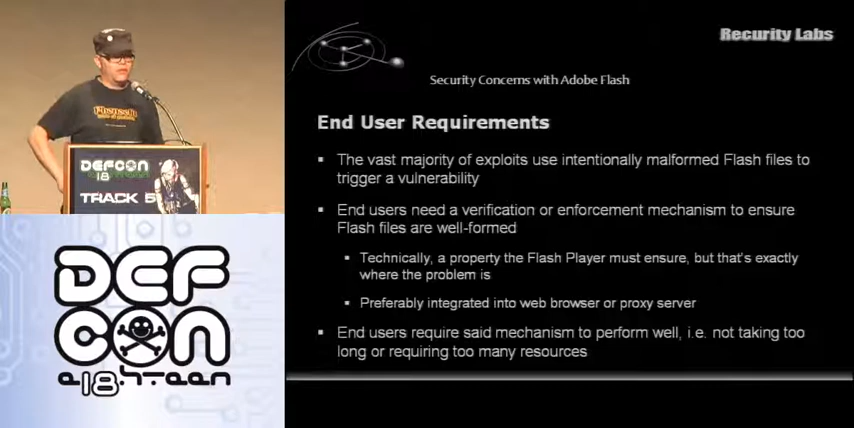 Recurity Labs
Security Concerns with Adobe Flash
End User Requirements
The vast majority of exploits use intentionally malformed Flash files to
trigger a vulnerability
End users need a verification or enforcement mechanism to ensure
Flash files are well-formed
Technically, a property the Flash Player must ensure, but that's exactly
where the problem is
Preferably integrated into web browser or proxy server
End users require said mechanism to perform well, i.e. not taking too
long or requiring too many resources
DEFCON
18
TRACK 5
DEF
CON
e18hteen